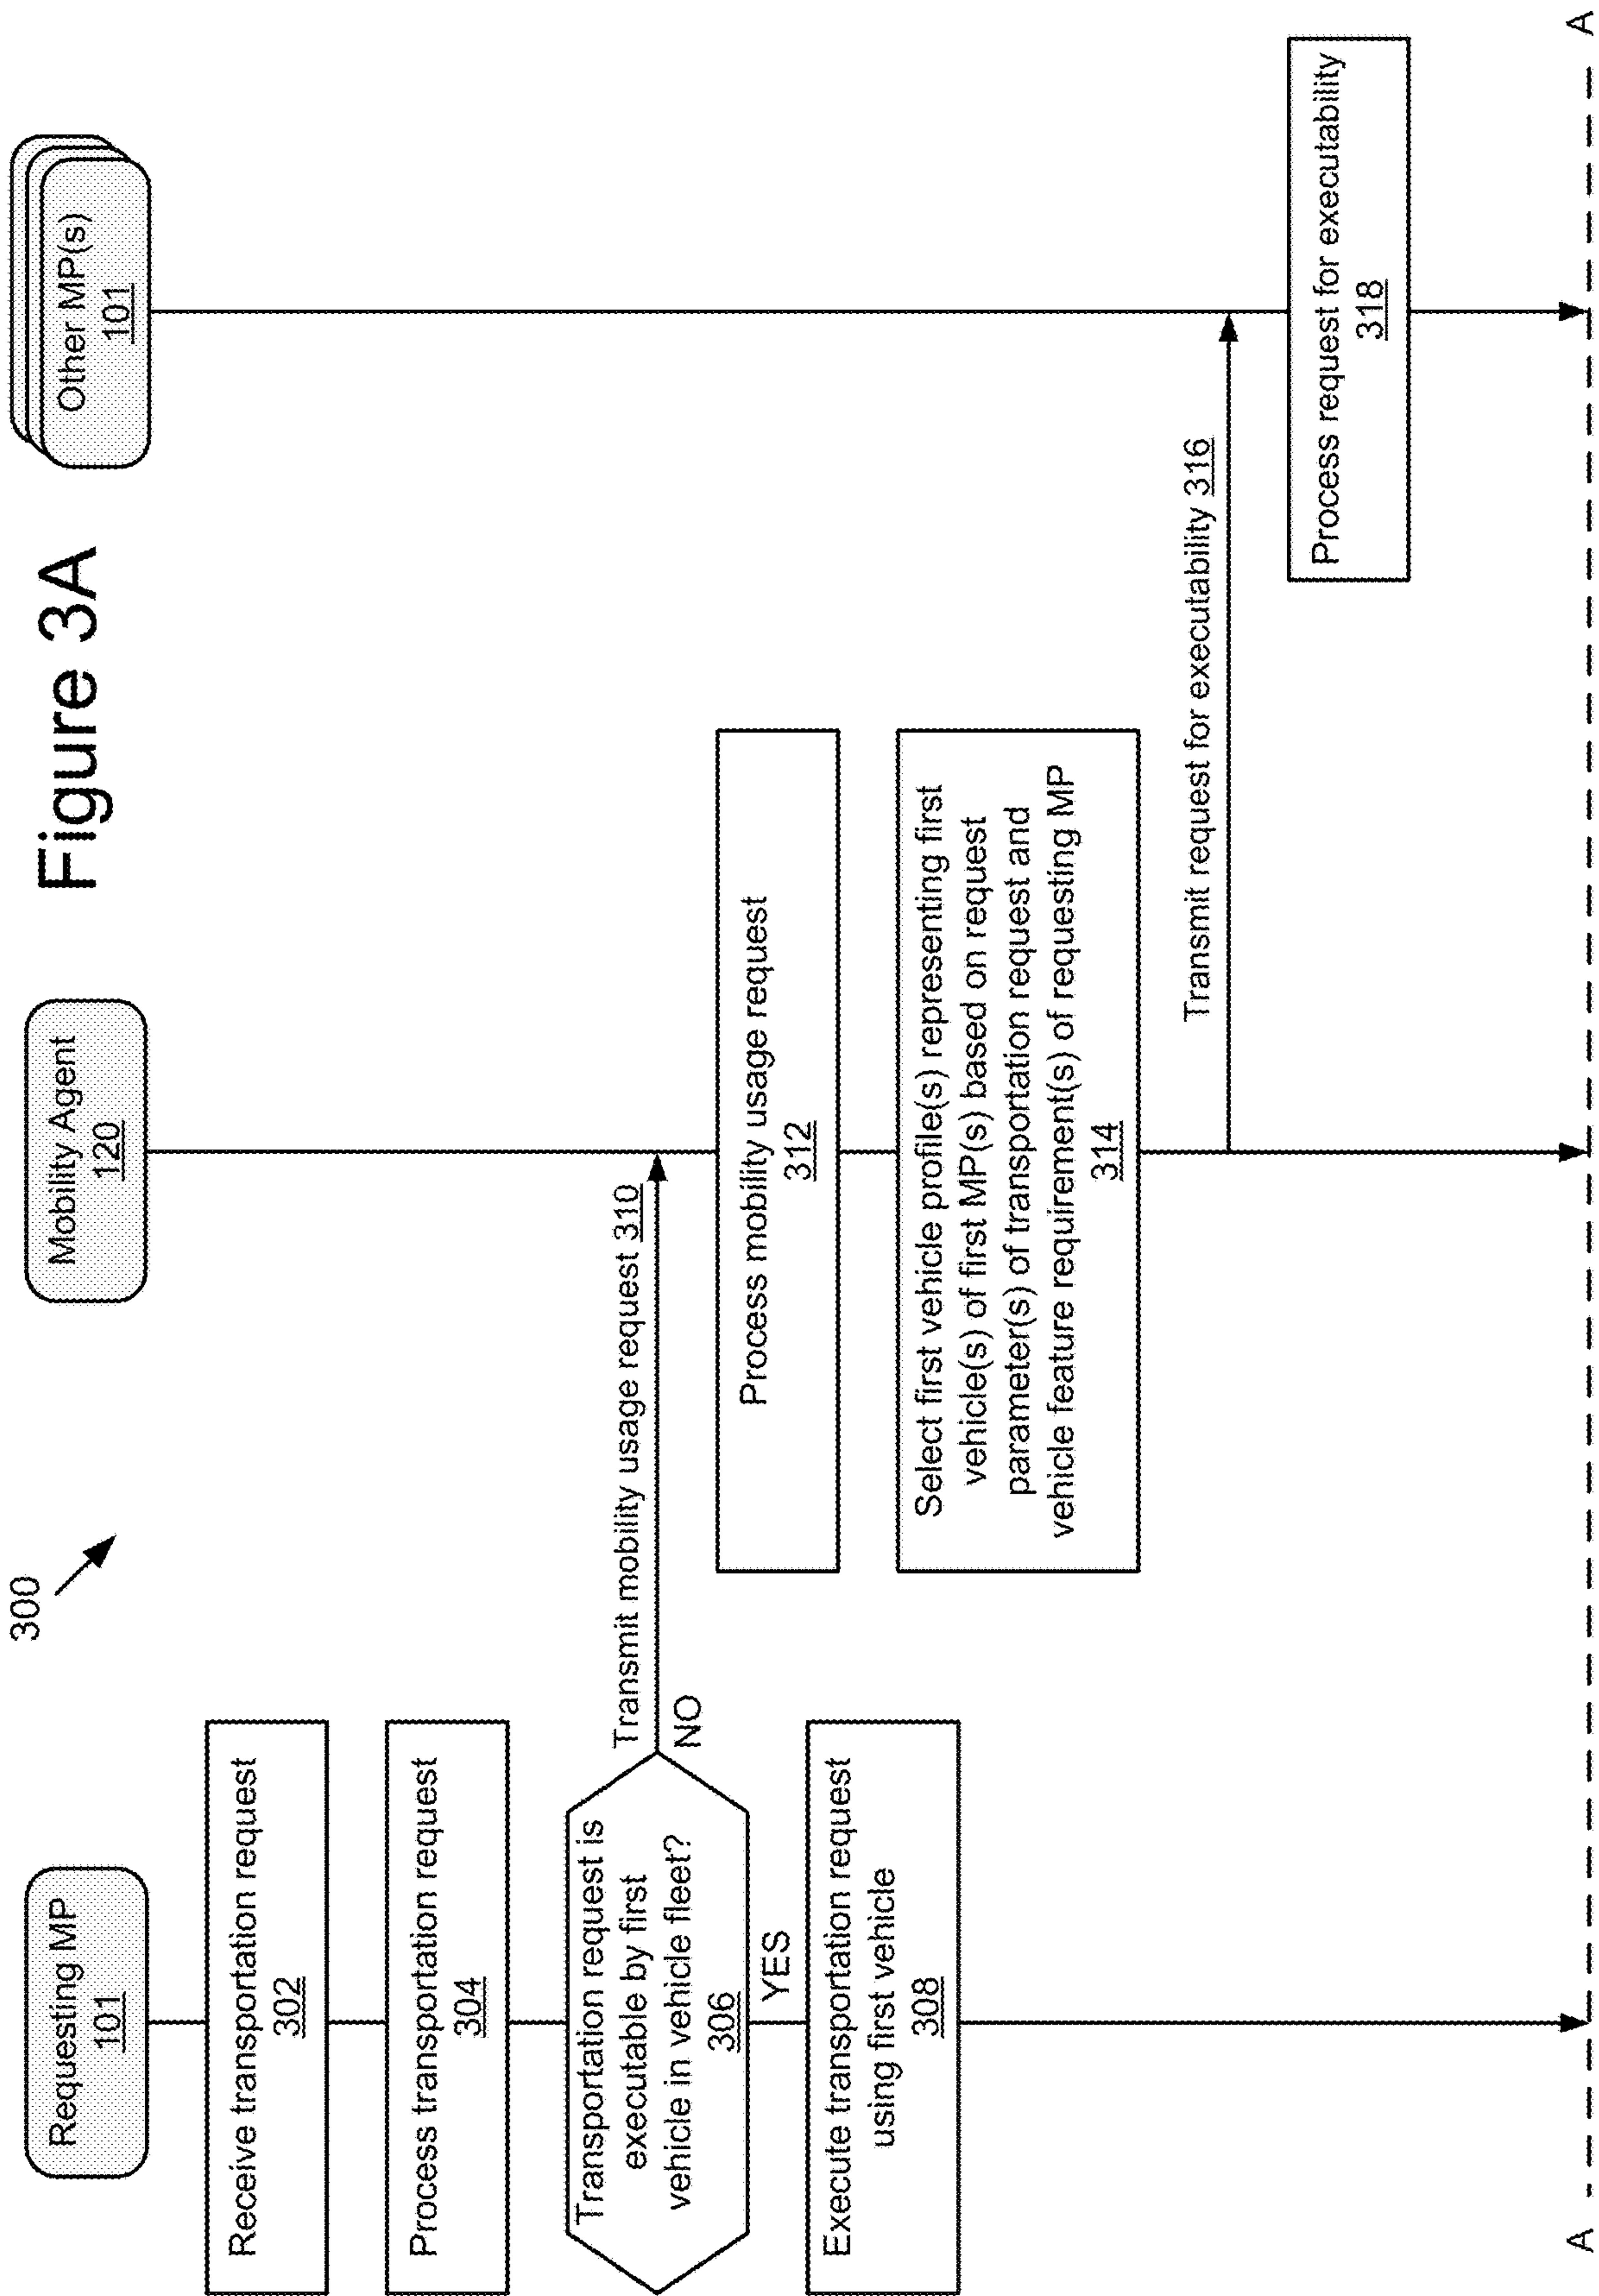 Figure 3A
300
Requesting MP
101
Mobility Agent
120
Other MP(s)
101
Receive transportation request
302
Process transportation request
304
Transportation request is
executable by first
vehicle in vehicle fleet?
306
NO
YES
Transmit mobility usage request 310
Execute transportation request
using first vehicle
308
Process mobility usage request
312
Select first vehicle profile(s) representing first
vehicle(s) of first MP(s) based on request
parameter(s) of transportation request and
vehicle feature requirement(s) of requesting MP
314
Transmit request for executability 316
Process request for executability
318
A
A